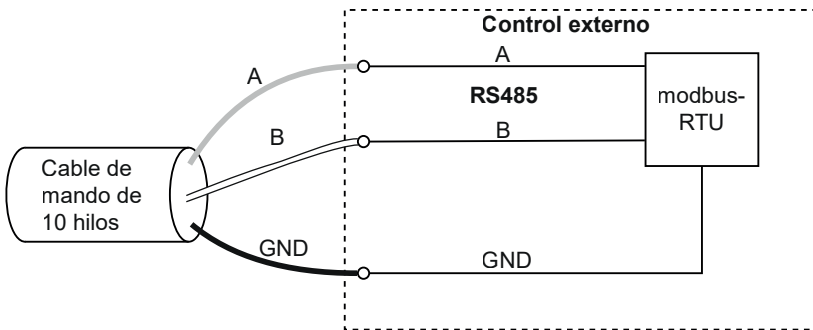 Control externo
A
A
RS485
modbus-
RTU
B
B
Cable de
mando de
10 hilos
GND
GND